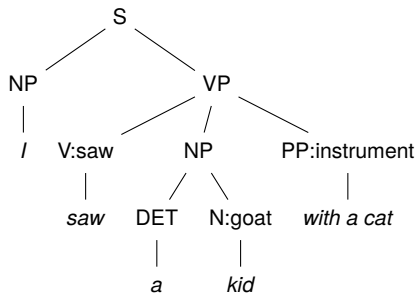 S
NP VP
I V:saw NP PP:instrument
saw DET N:goat with a cat
a kid